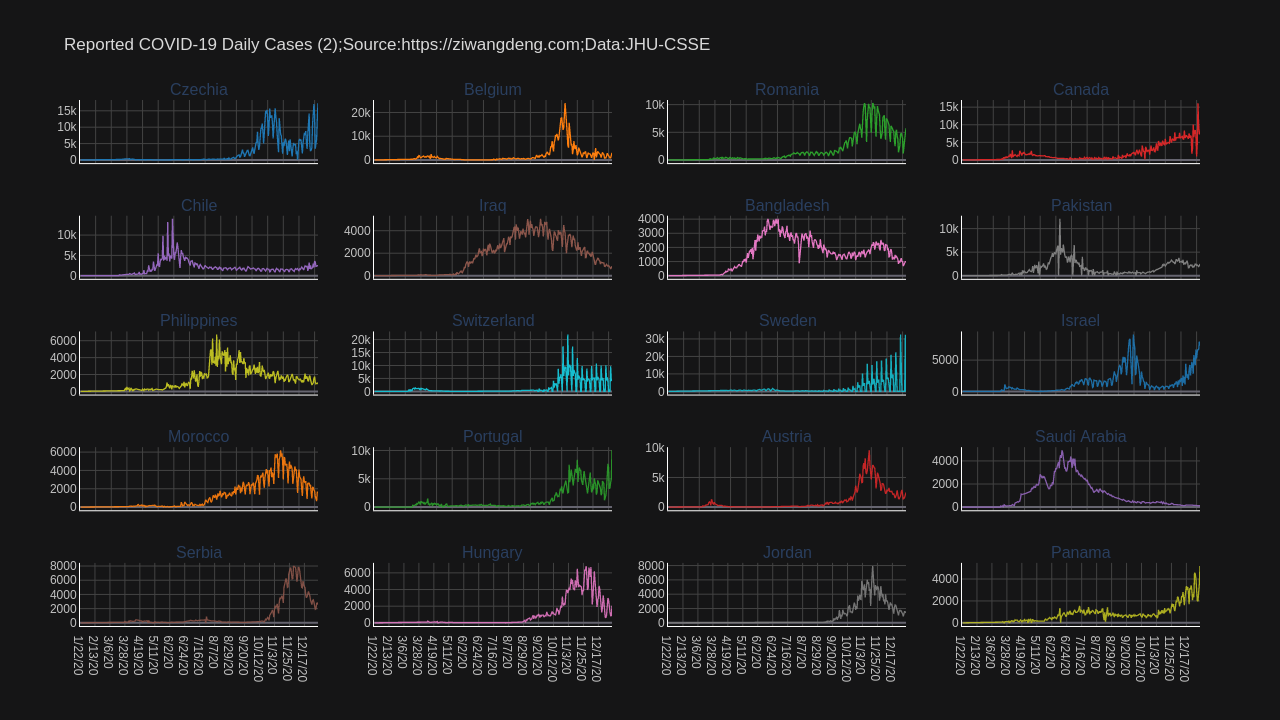 Reported COVID-19 Daily Cases (2);Source:https://ziwangdeng.com;Data:JHU-CSSE
Czechia
15k
10k
5k
0
Belgium
20k
10k
0
Romania
10k
5k
0
Canada
15k
10k
5k
0
Chile
10k
5k
0
Iraq
4000
2000
0
Bangladesh
4000
3000
2000
1000
0
Pakistan
10k
5k
0
Philippines
6000
4000
2000
0
Switzerland
20k
15k
10k
5k
0
Sweden
30k
20k
10k
0
Israel
5000
0
Morocco
6000
4000
2000
0
Portugal
10k
5k
0
Austria
10k
5k
0
Saudi Arabia
4000
2000
0
Serbia
8000
6000
4000
2000
0
Hungary
6000
4000
2000
0
Jordan
8000
6000
4000
2000
0
Panama
4000
2000
0
1/22/20 2/13/20 3/6/20 3/28/20 4/19/20 5/11/20 6/2/20 6/24/20 7/16/20 8/7/20 8/29/20 9/20/20 10/12/20 11/3/20 11/25/20 12/17/20
1/22/20 2/13/20 3/6/20 3/28/20 4/19/20 5/11/20 6/2/20 6/24/20 7/16/20 8/7/20 8/29/20 9/20/20 10/12/20 11/3/20 11/25/20 12/17/20
1/22/20 2/13/20 3/6/20 3/28/20 4/19/20 5/11/20 6/2/20 6/24/20 7/16/20 8/7/20 8/29/20 9/20/20 10/12/20 11/3/20 11/25/20 12/17/20
1/22/20 2/13/20 3/6/20 3/28/20 4/19/20 5/11/20 6/2/20 6/24/20 7/16/20 8/7/20 8/29/20 9/20/20 10/12/20 11/3/20 11/25/20 12/17/20